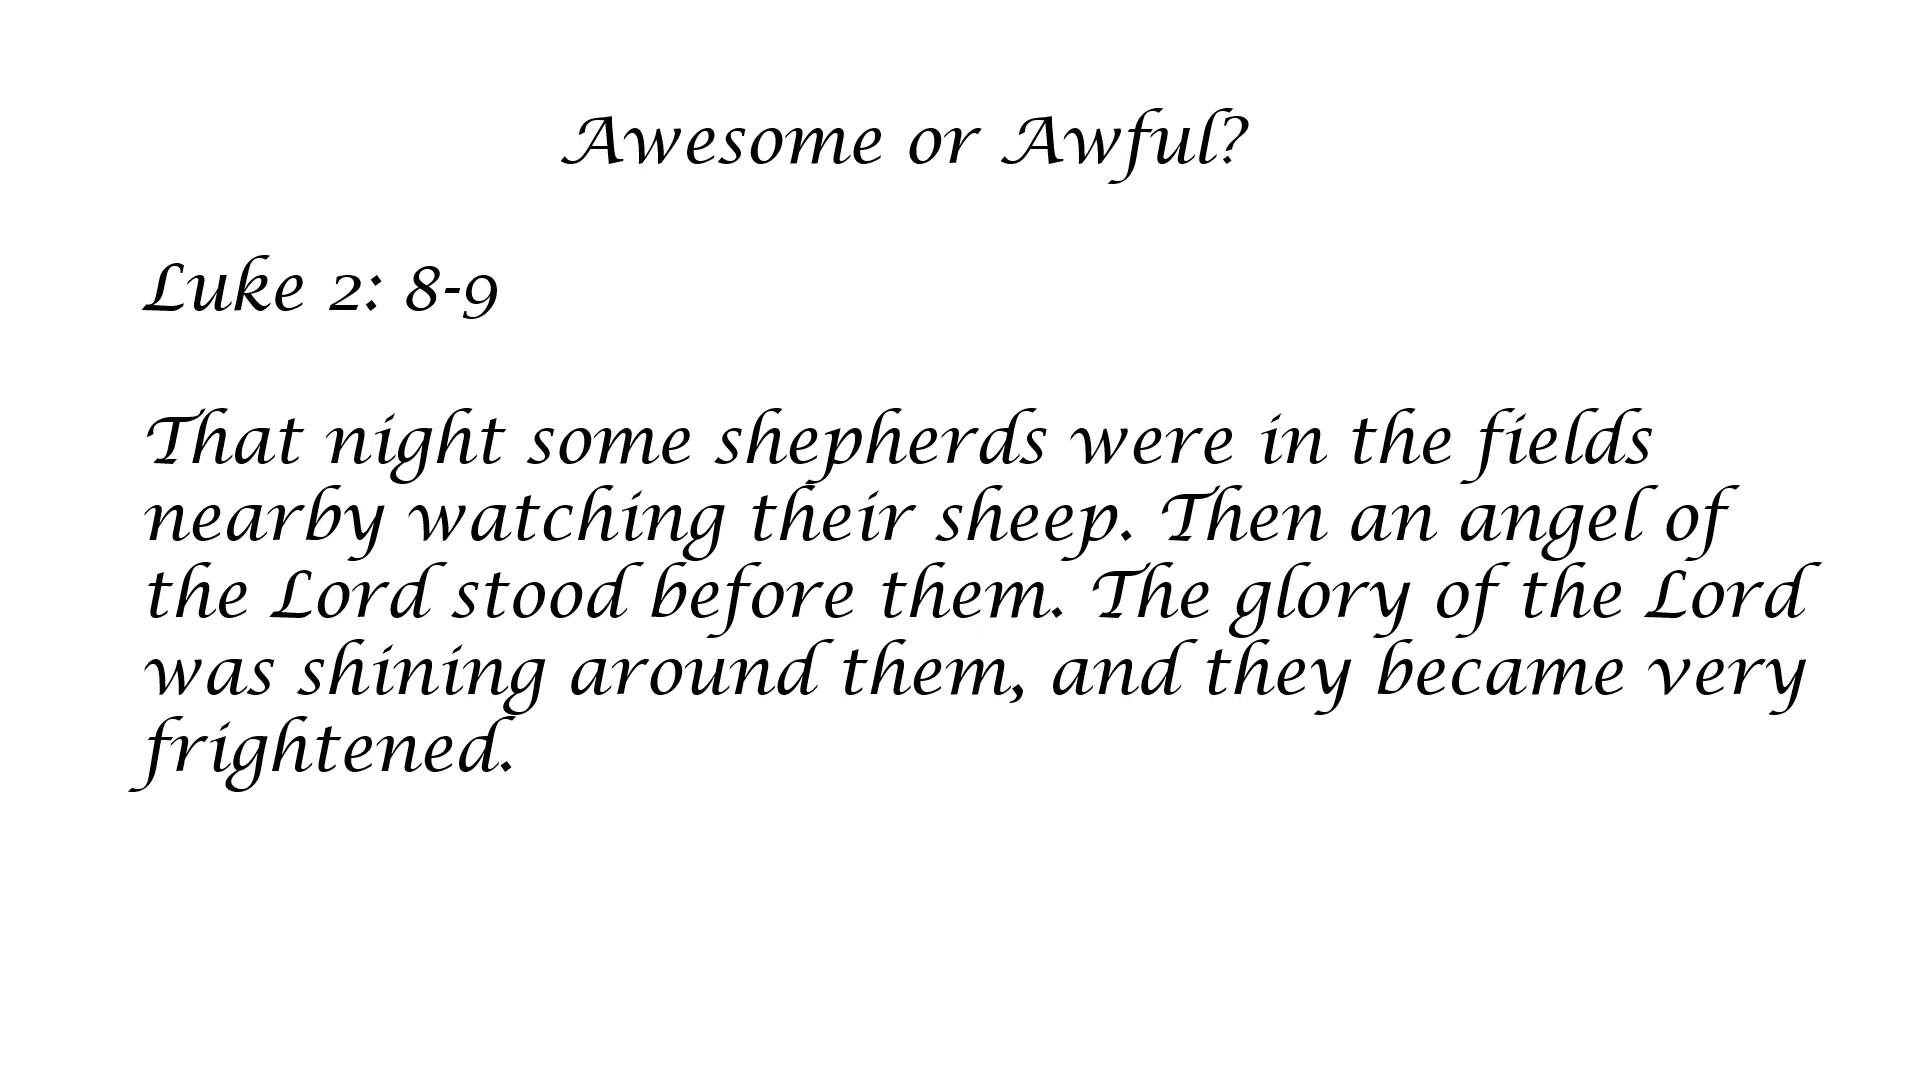 Awesome or Awful?
Luke 2: 8-9
That night some shepherds were in the fields
nearby watching their sheep. Then an angel of
the Lord stood before them. The glory of the Lord
was shining around them, and they became very
frightened.